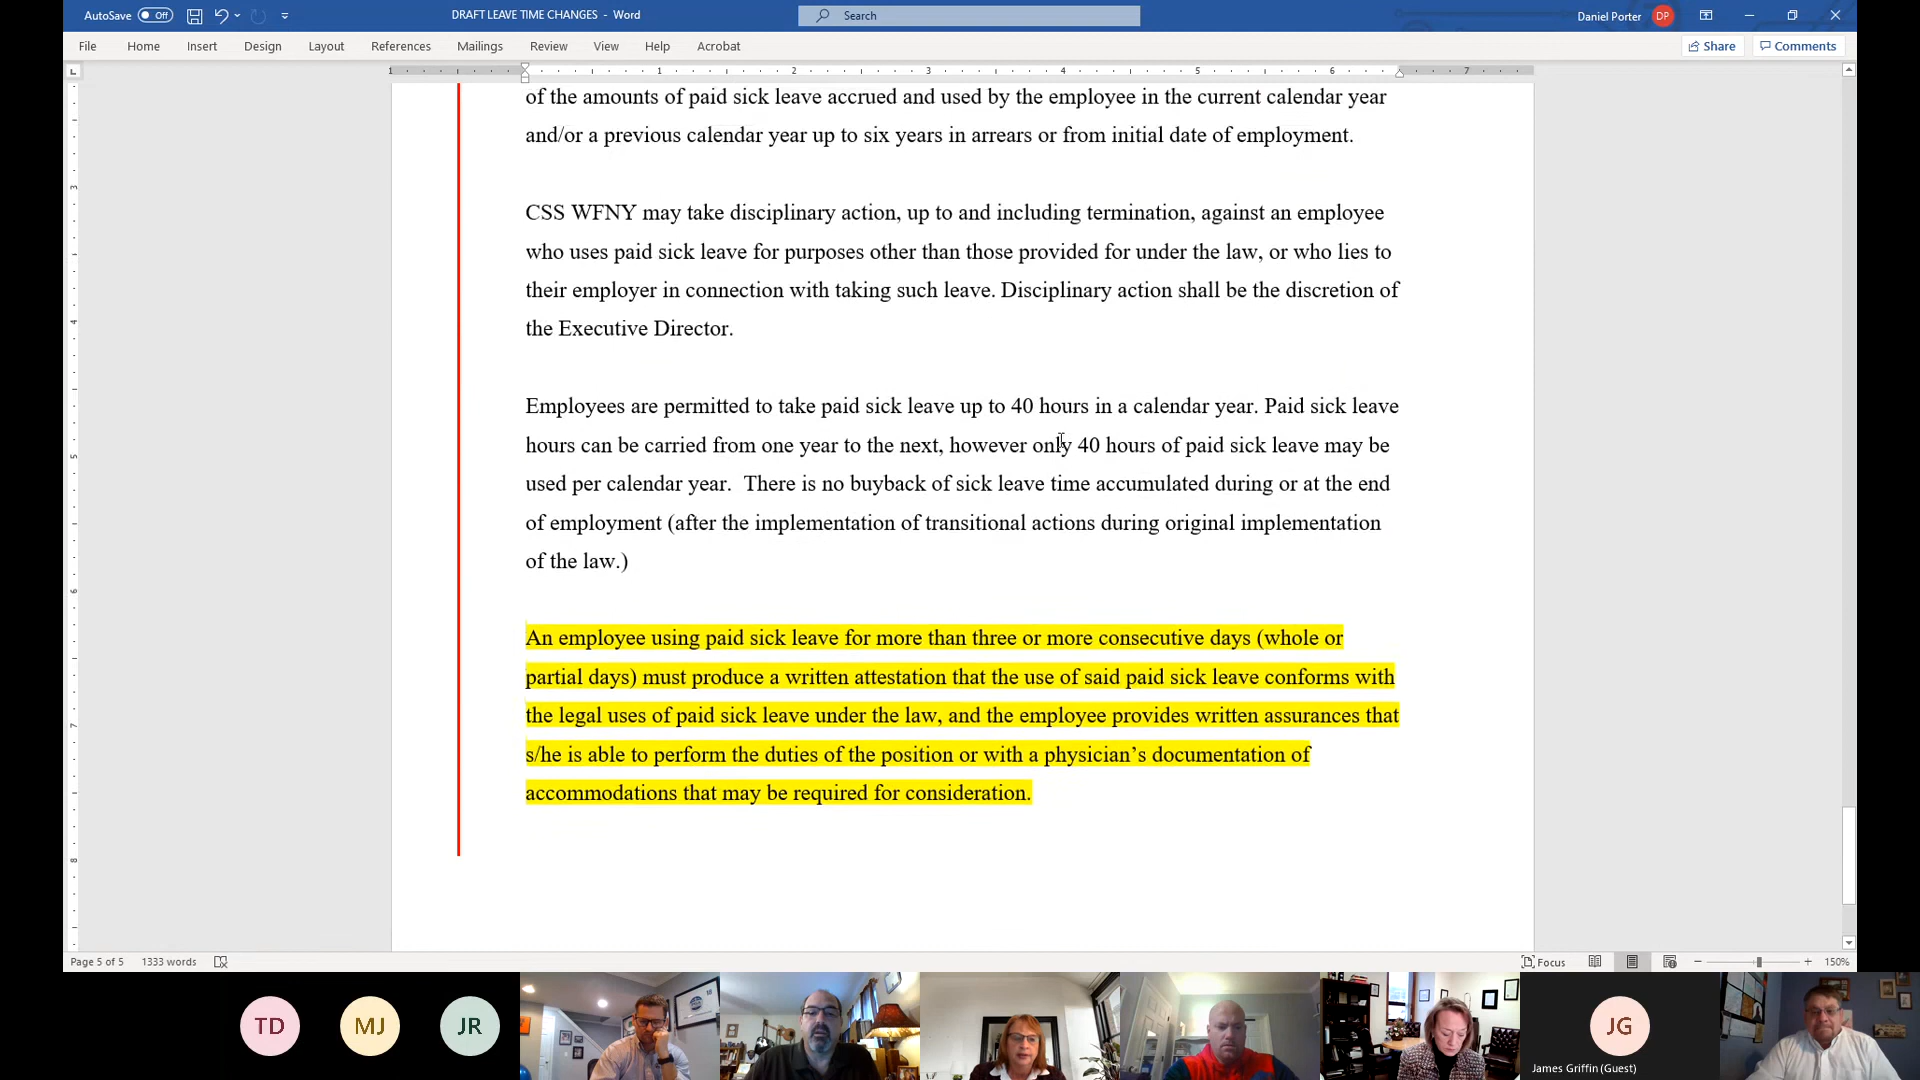 AutoSave Off DRAFT LEAVE TIME CHANGES - Word Search Daniel Porter DP
File Home Insert Design Layout References Mailings Review View Help Acrobat Share Comments
1 1 2 3 4 5 6 7
of the amounts of paid sick leave accrued and used by the employee in the current calendar year
and/or a previous calendar year up to six years in arrears or from initial date of employment.
CSS WFNY may take disciplinary action, up to and including termination, against an employee
who uses paid sick leave for purposes other than those provided for under the law, or who lies to
their employer in connection with taking such leave. Disciplinary action shall be the discretion of
the Executive Director.
Employees are permitted to take paid sick leave up to 40 hours in a calendar year. Paid sick leave
hours can be carried from one year to the next, however only 40 hours of paid sick leave may be
used per calendar year.  There is no buyback of sick leave time accumulated during or at the end
of employment (after the implementation of transitional actions during original implementation
of the law.)
An employee using paid sick leave for more than three or more consecutive days (whole or
partial days) must produce a written attestation that the use of said paid sick leave conforms with
the legal uses of paid sick leave under the law, and the employee provides written assurances that
s/he is able to perform the duties of the position or with a physician’s documentation of
accommodations that may be required for consideration.
3
4
5
6
7
8
Page 5 of 5 1333 words Focus 150%
TD MJ JR JG
James Griffin (Guest)